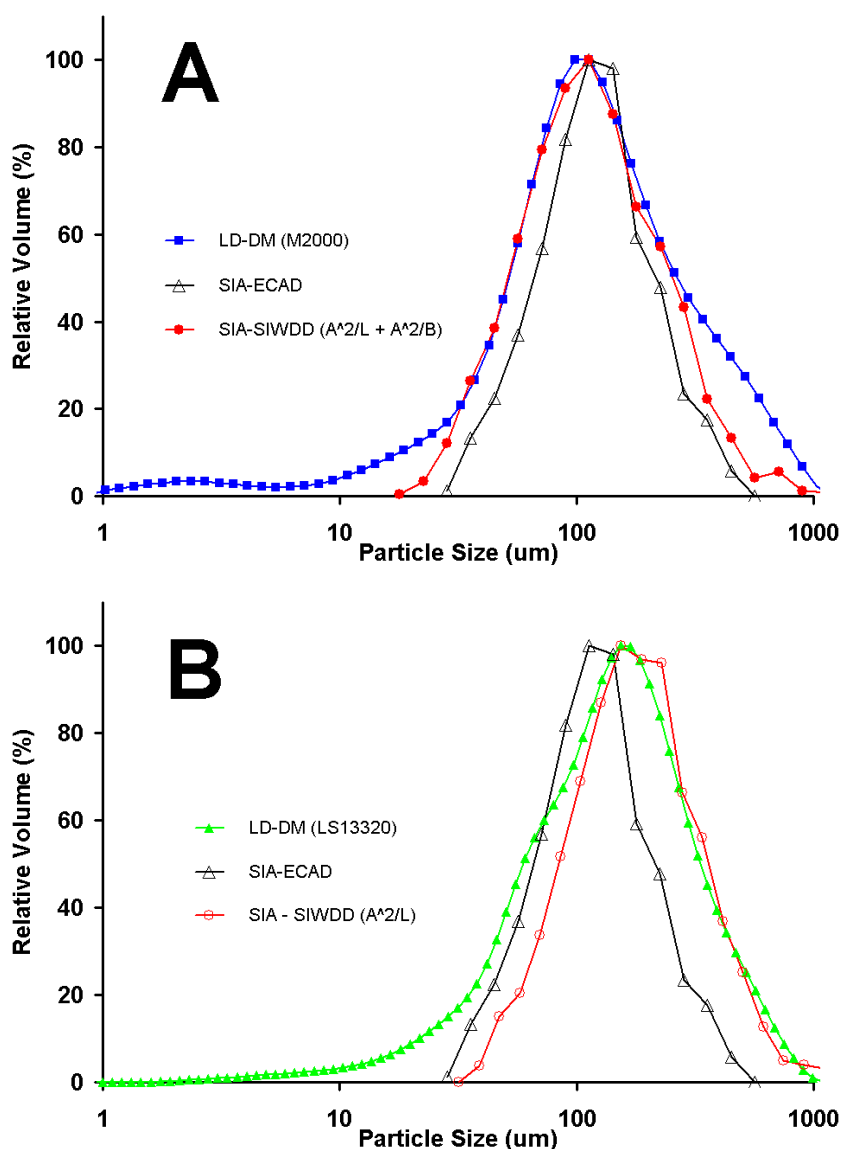 A
Relative Volume (%)
100
80
60
40
20
0
LD-DM (M2000)
SIA-ECAD
SIA-SIWDD (A^2/L + A^2/B)
1
10
100
1000
Particle Size (um)
B
Relative Volume (%)
100
80
60
40
20
0
LD-DM (LS13320)
SIA-ECAD
SIA - SIWDD (A^2/L)
1
10
100
1000
Particle Size (um)